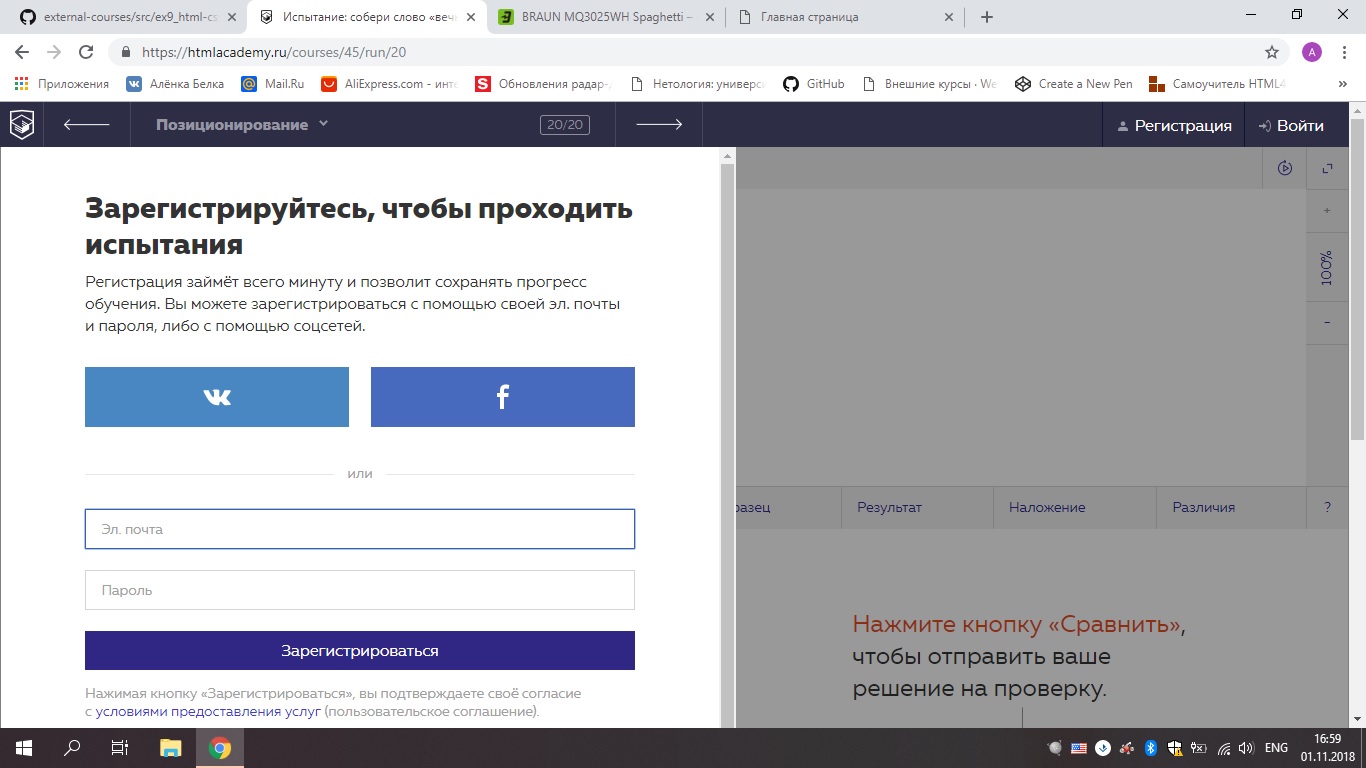 external-courses/src/ex9_html-cs
Испытание: собери слово «веч
BRAUN MQ3025WH Spaghetti –
Главная страница
https://htmlacademy.ru/courses/45/run/20
A
Приложения
Алёнка Белка
Mail.Ru
AliExpress.com - инте
Обновления радар-
Нетология: универс
GitHub
Внешние курсы · We
Create a New Pen
Самоучитель HTML4
»
Позиционирование
20/20
Регистрация
Войти
Зарегистрируйтесь, чтобы проходить
испытания
Регистрация займёт всего минуту и позволит сохранять прогресс
обучения. Вы можете зарегистрироваться с помощью своей эл. почты
и пароля, либо с помощью соцсетей.
или
Эл. почта
Пароль
Зарегистрироваться
Нажимая кнопку «Зарегистрироваться», вы подтверждаете своё согласие
с условиями предоставления услуг (пользовательское соглашение).
+
100%
-
разец
Результат
Наложение
Различия
?
Нажмите кнопку «Сравнить»,
чтобы отправить ваше
решение на проверку.
ENG
16:59
01.11.2018